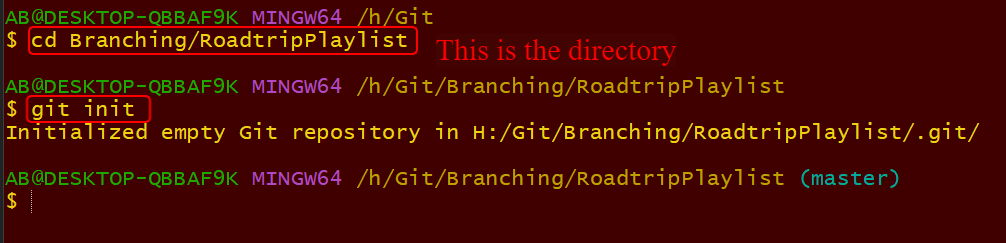 AB@DESKTOP-QBBAF9K MINGW64 /h/Git
$ cd Branching/RoadtripPlaylist
This is the directory
AB@DESKTOP-QBBAF9K MINGW64 /h/Git/Branching/RoadtripPlaylist
$ git init
Initialized empty Git repository in H:/Git/Branching/RoadtripPlaylist/.git/
AB@DESKTOP-QBBAF9K MINGW64 /h/Git/Branching/RoadtripPlaylist (master)
$